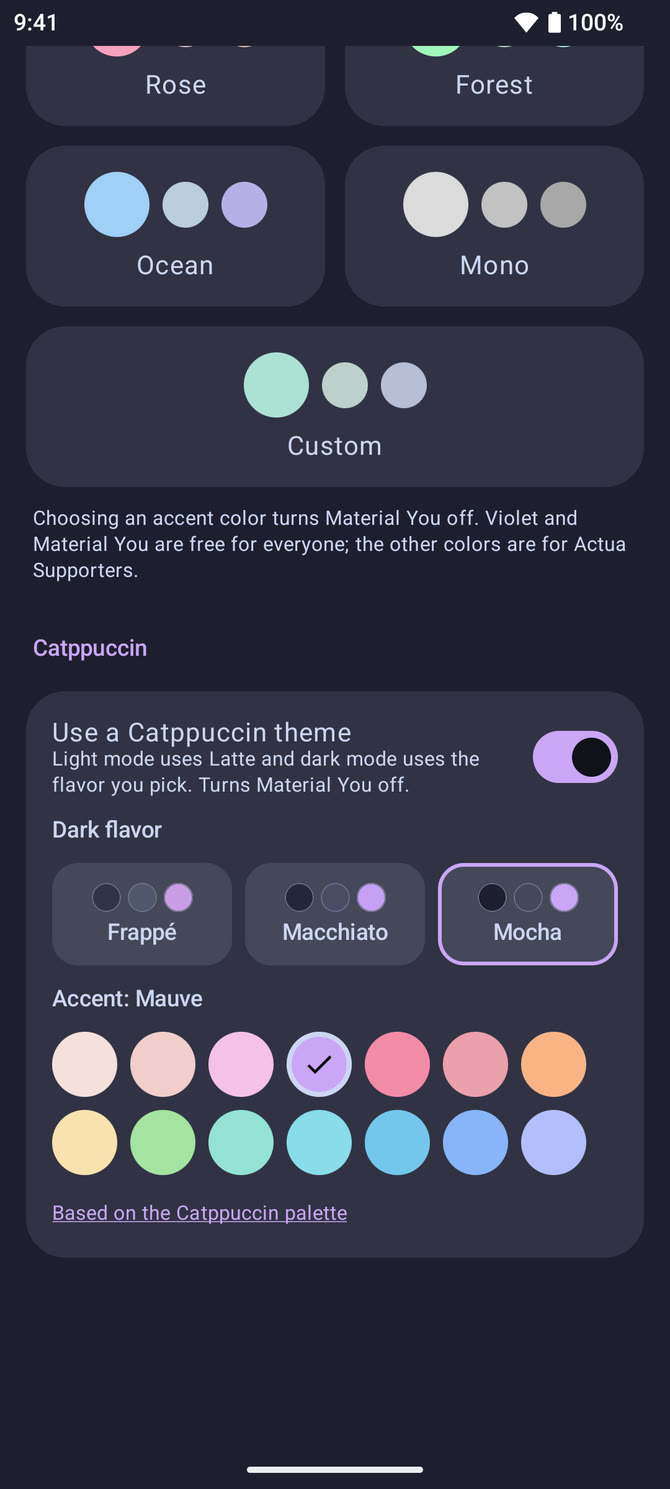 9:41 100%
Rose Forest
Ocean Mono
Custom
Choosing an accent color turns Material You off. Violet and
Material You are free for everyone; the other colors are for Actua
Supporters.
Catppuccin
Use a Catppuccin theme
Light mode uses Latte and dark mode uses the
flavor you pick. Turns Material You off.
Dark flavor
Frappé Macchiato Mocha
Accent: Mauve
Based on the Catppuccin palette